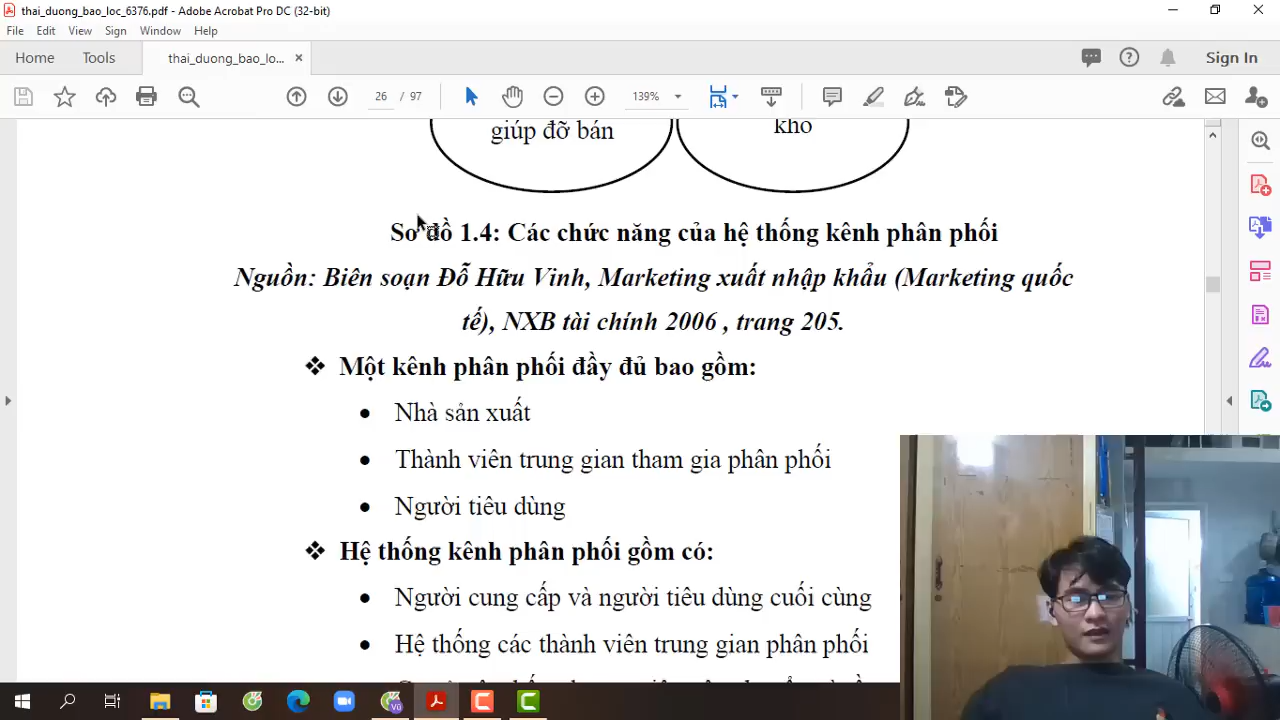 thai_duong_bao_loc_6376.pdf - Adobe Acrobat Pro DC (32-bit)
File Edit View Sign Window Help
Home Tools thai_duong_bao_lo... × Sign In
26 / 97 139%
giúp đỡ bán kho
Sơ đồ 1.4: Các chức năng của hệ thống kênh phân phối
Nguồn: Biên soạn Đỗ Hữu Vinh, Marketing xuất nhập khẩu (Marketing quốc
tế), NXB tài chính 2006 , trang 205.
❖ Một kênh phân phối đầy đủ bao gồm:
• Nhà sản xuất
• Thành viên trung gian tham gia phân phối
• Người tiêu dùng
❖ Hệ thống kênh phân phối gồm có:
• Người cung cấp và người tiêu dùng cuối cùng
• Hệ thống các thành viên trung gian phân phối
Vũ